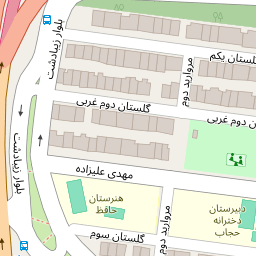 بلوار زیبادشت
گلستان یکم
مروارید دوم
گلستان دوم غربی
ن دوم غربی
بلوار زیبادشت
مهدی علیزاده
هنرستان
حافظ
دبیرستان
دخترانه
حجاب
مروارید دوم
گلستان سوم